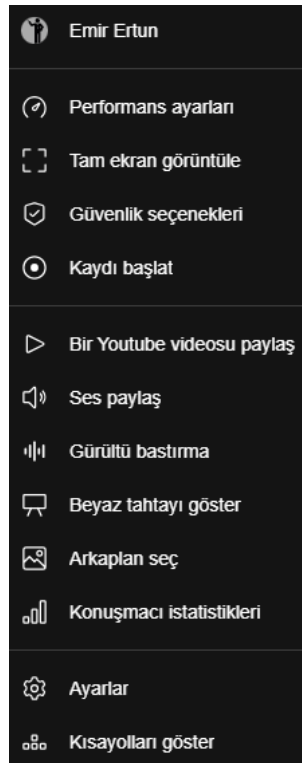 Emir Ertun
Performans ayarları
Tam ekran görüntüle
Güvenlik seçenekleri
Kaydı başlat
Bir Youtube videosu paylaş
Ses paylaş
Gürültü bastırma
Beyaz tahtayı göster
Arkaplan seç
Konuşmacı istatistikleri
Ayarlar
Kısayolları göster